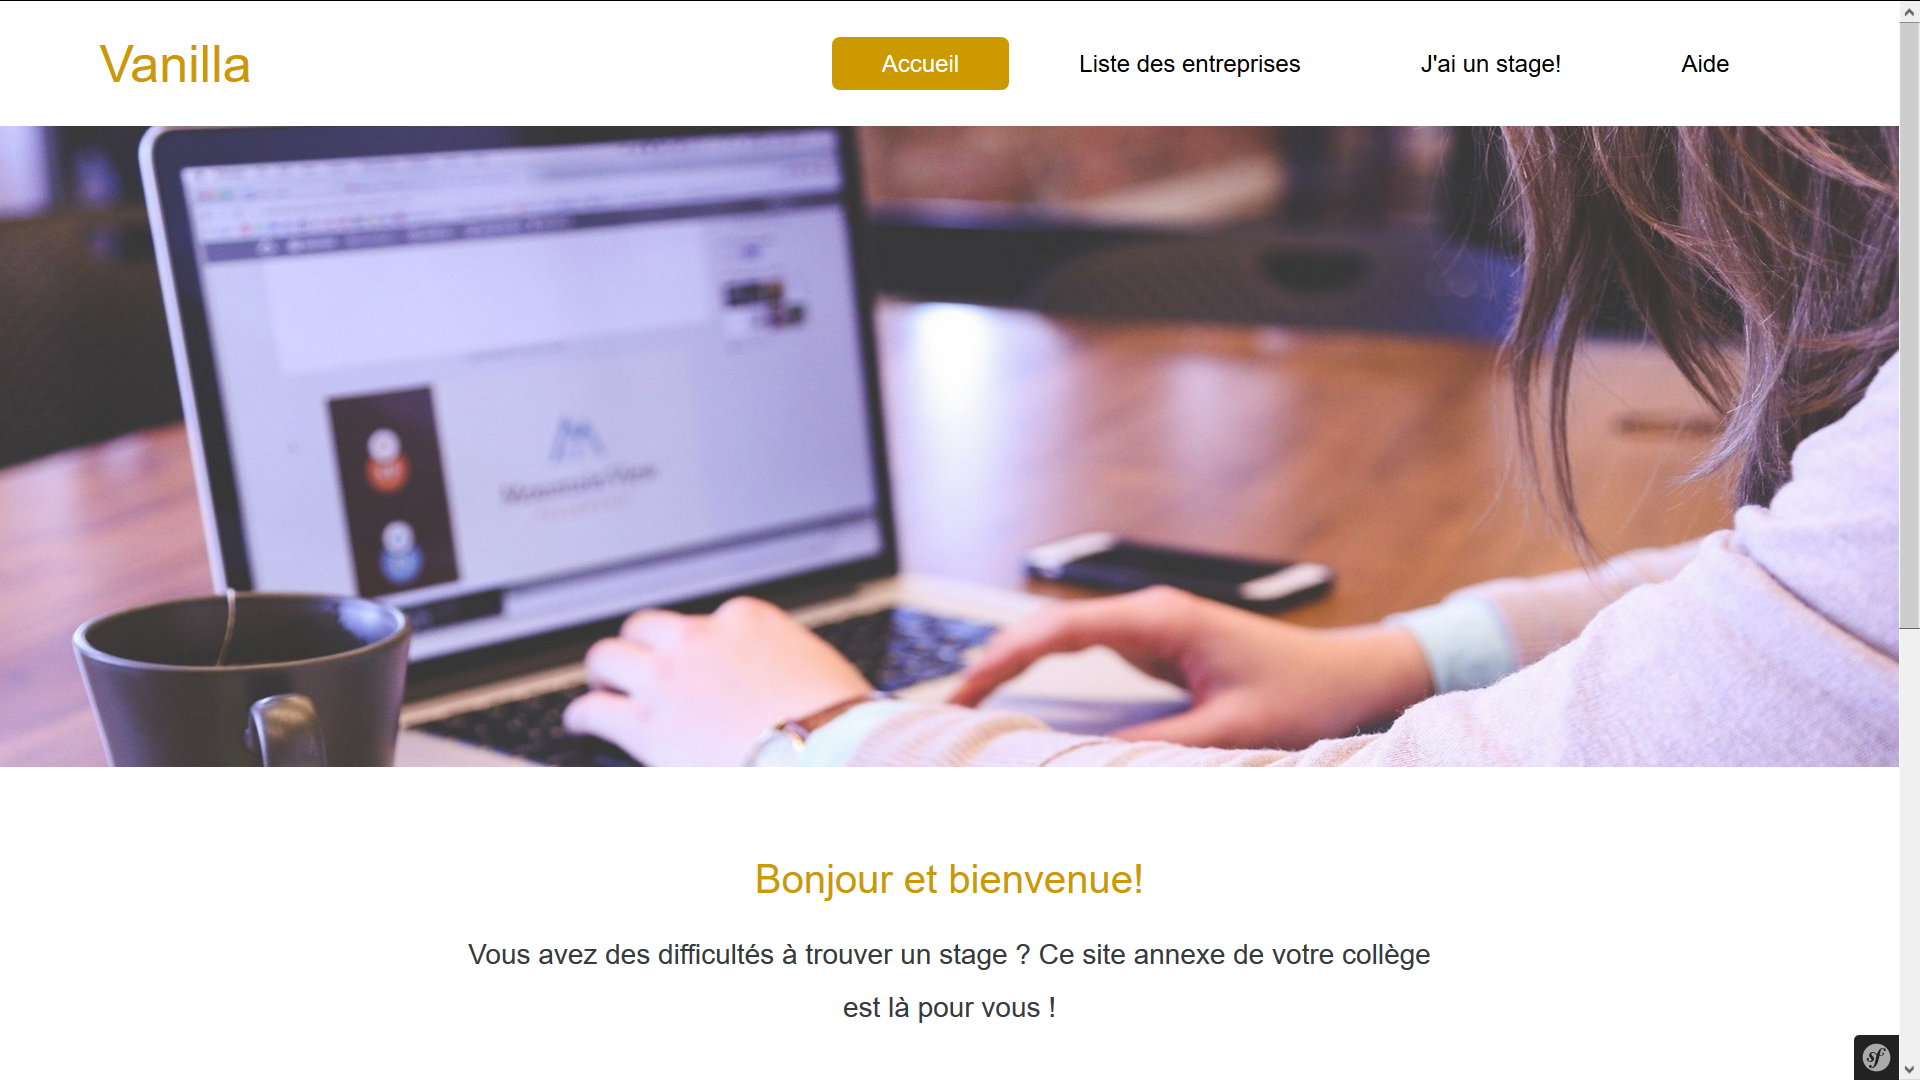 Vanilla
Accueil
Liste des entreprises
J'ai un stage!
Aide
Bonjour et bienvenue!
Vous avez des difficultés à trouver un stage ? Ce site annexe de votre collège
est là pour vous !
sf